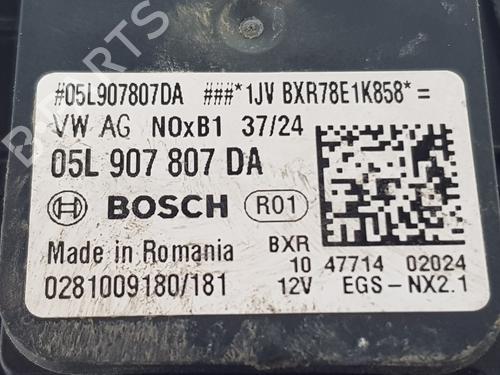 #05L907807DA ###*1JV BXR78E1K858*=
VW AG NOxB1 37/24
05L 907 807 DA
BOSCH R01
Made in Romania BXR
10 47714 02024
0281009180/181 12V EGS-NX2.1
B PARTS